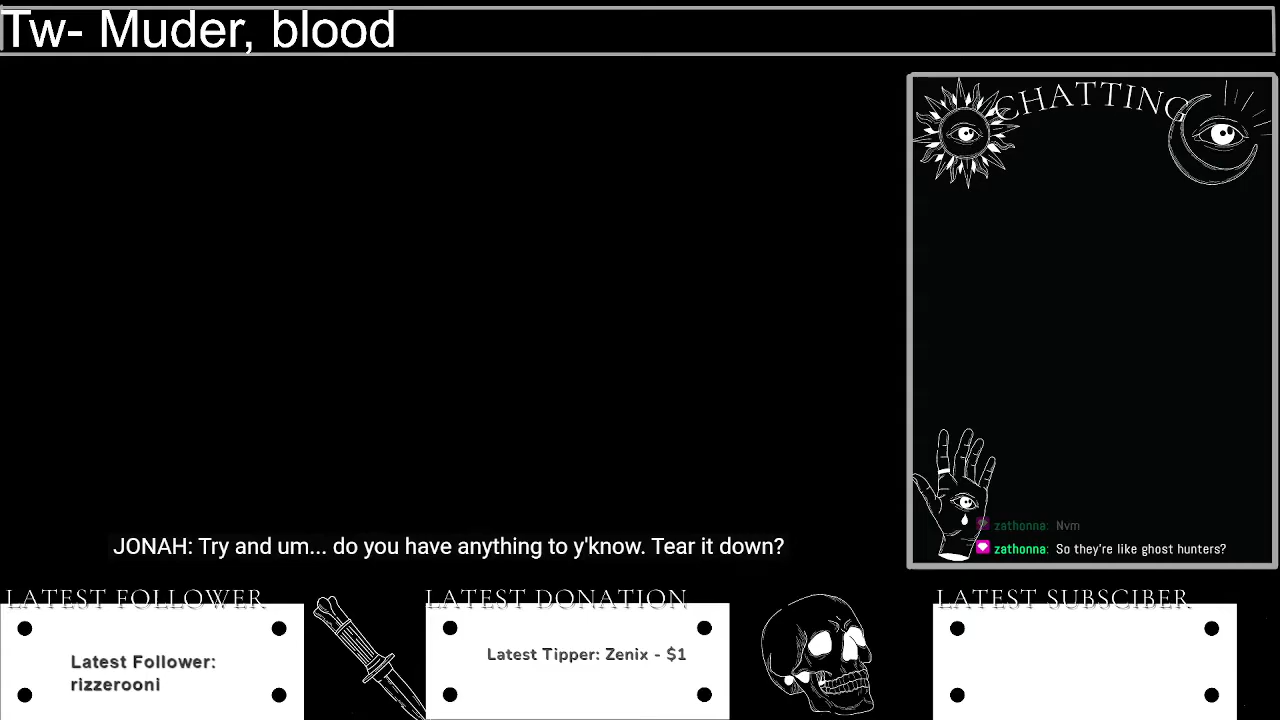 Tw- Muder, blood
CHATTING
zathonna: Nvm
zathonna: So they're like ghost hunters?
JONAH: Try and um... do you have anything to y'know. Tear it down?
LATEST FOLLOWER
Latest Follower:
rizzerooni
LATEST DONATION
Latest Tipper: Zenix - $1
LATEST SUBSCIBER